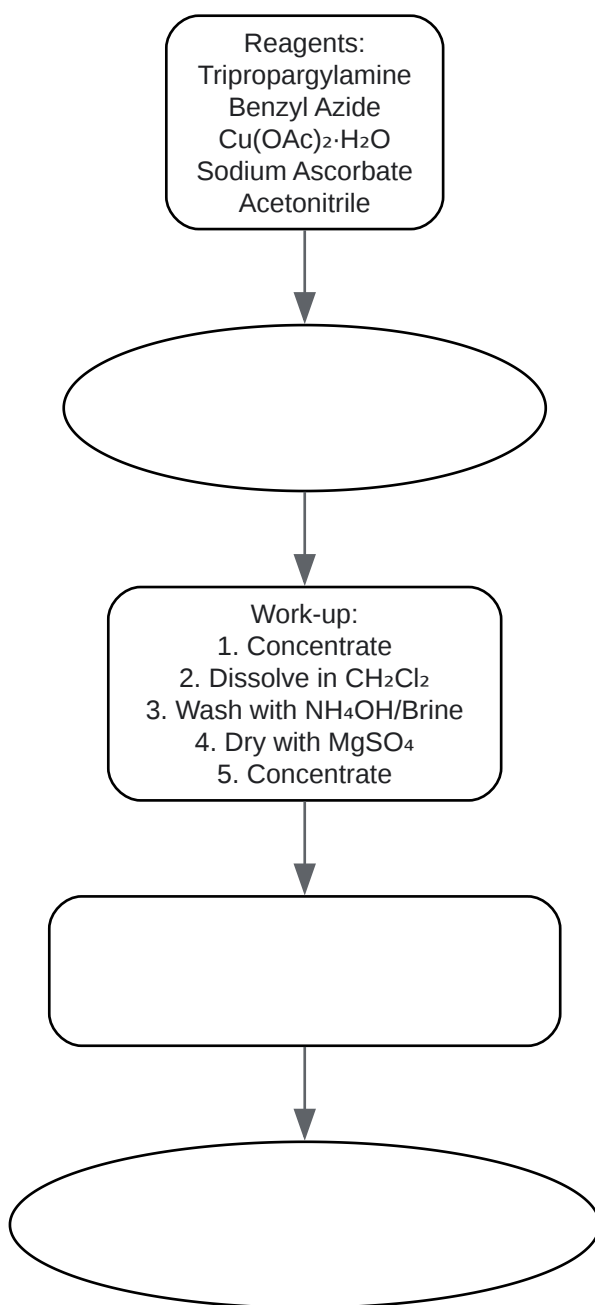 Reagents:
Tripropargylamine
Benzyl Azide
Cu(OAc)₂·H₂O
Sodium Ascorbate
Acetonitrile
Work-up:
1. Concentrate
2. Dissolve in CH₂Cl₂
3. Wash with NH₄OH/Brine
4. Dry with MgSO₄
5. Concentrate